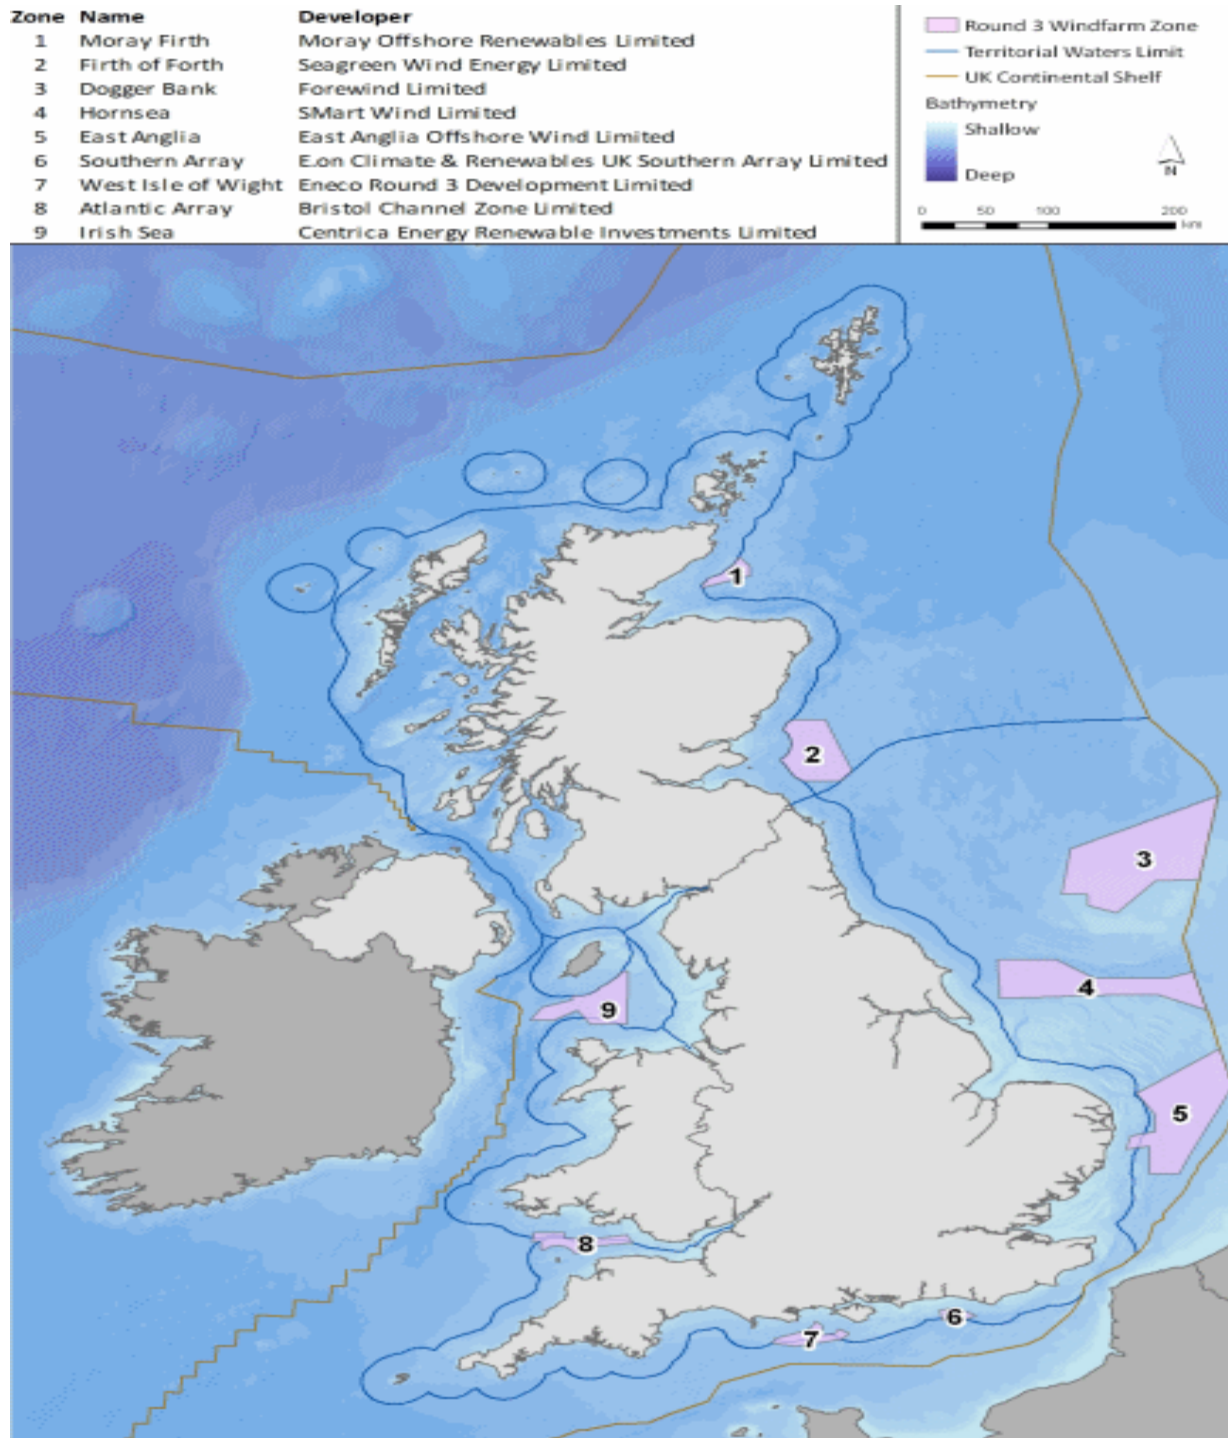 Zone Name Developer
1 Moray Firth Moray Offshore Renewables Limited
2 Firth of Forth Seagreen Wind Energy Limited
3 Dogger Bank Forewind Limited
4 Hornsea SMart Wind Limited
5 East Anglia East Anglia Offshore Wind Limited
6 Southern Array E.on Climate & Renewables UK Southern Array Limited
7 West Isle of Wight Eneco Round 3 Development Limited
8 Atlantic Array Bristol Channel Zone Limited
9 Irish Sea Centrica Energy Renewable Investments Limited
Round 3 Windfarm Zone
Territorial Waters Limit
UK Continental Shelf
Bathymetry
Shallow
Deep
N
0 50 100 200
km
1
2
3
4
5
6
7
8
9